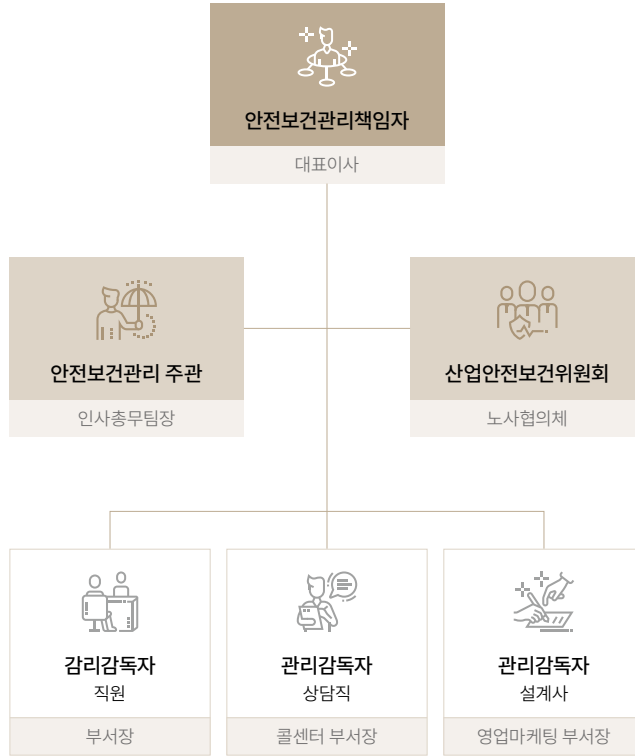 안전보건관리책임자
대표이사
안전보건관리 주관
인사총무팀장
산업안전보건위원회
노사협의체
감리감독자
직원
부서장
관리감독자
상담직
콜센터 부서장
관리감독자
설계사
영업마케팅 부서장